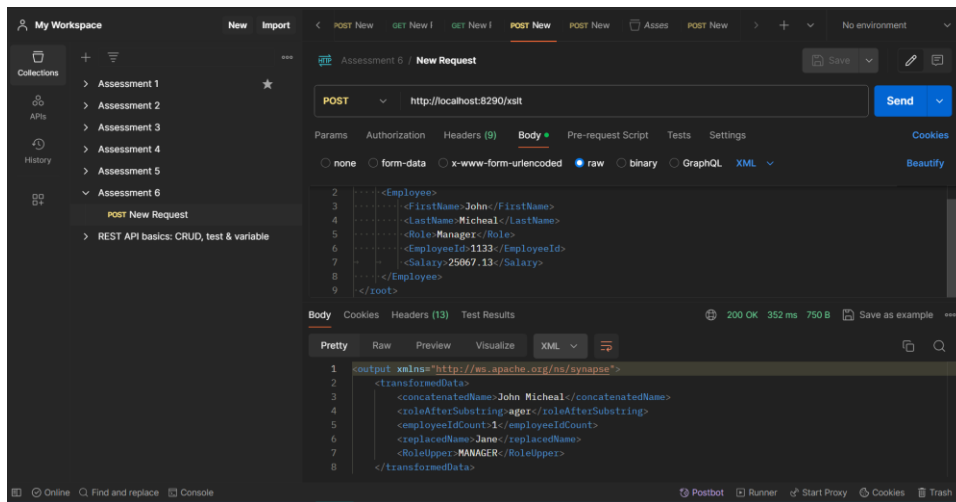 My Workspace New Import
POST New GET New I GET New I POST New POST New Asses POST New No environment
Collections
APIs
History
Assessment 1
Assessment 2
Assessment 3
Assessment 4
Assessment 5
Assessment 6
POST New Request
REST API basics: CRUD, test & variable
HTTP Assessment 6 / New Request Save
POST http://localhost:8290/xslt Send
Params Authorization Headers (9) Body Pre-request Script Tests Settings Cookies
none form-data x-www-form-urlencoded raw binary GraphQL XML Beautify
2 <Employee>
3 <FirstName>John</FirstName>
4 <LastName>Micheal</LastName>
5 <Role>Manager</Role>
6 <EmployeeId>1133</EmployeeId>
7 <Salary>25067.13</Salary>
8 </Employee>
9 </root>
Body Cookies Headers (13) Test Results 200 OK 352 ms 750 B Save as example
Pretty Raw Preview Visualize XML
1 <output xmlns="http://ws.apache.org/ns/synapse">
2 <transformedData>
3 <concatenatedName>John Micheal</concatenatedName>
4 <roleAfterSubstring>ager</roleAfterSubstring>
5 <employeeIdCount>1</employeeIdCount>
6 <replacedName>Jane</replacedName>
7 <RoleUpper>MANAGER</RoleUpper>
8 </transformedData>
Online Find and replace Console Postbot Runner Start Proxy Cookies Trash